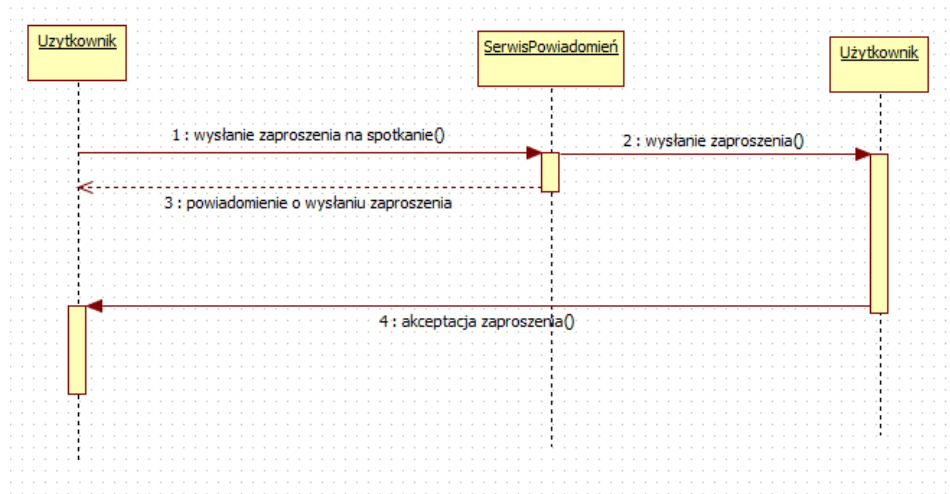 Uzytkownik
SerwisPowiadomień
Użytkownik
1 : wysłanie zaproszenia na spotkanie()
2 : wysłanie zaproszenia()
3 : powiadomienie o wysłaniu zaproszenia
4 : akceptacja zaproszenia()